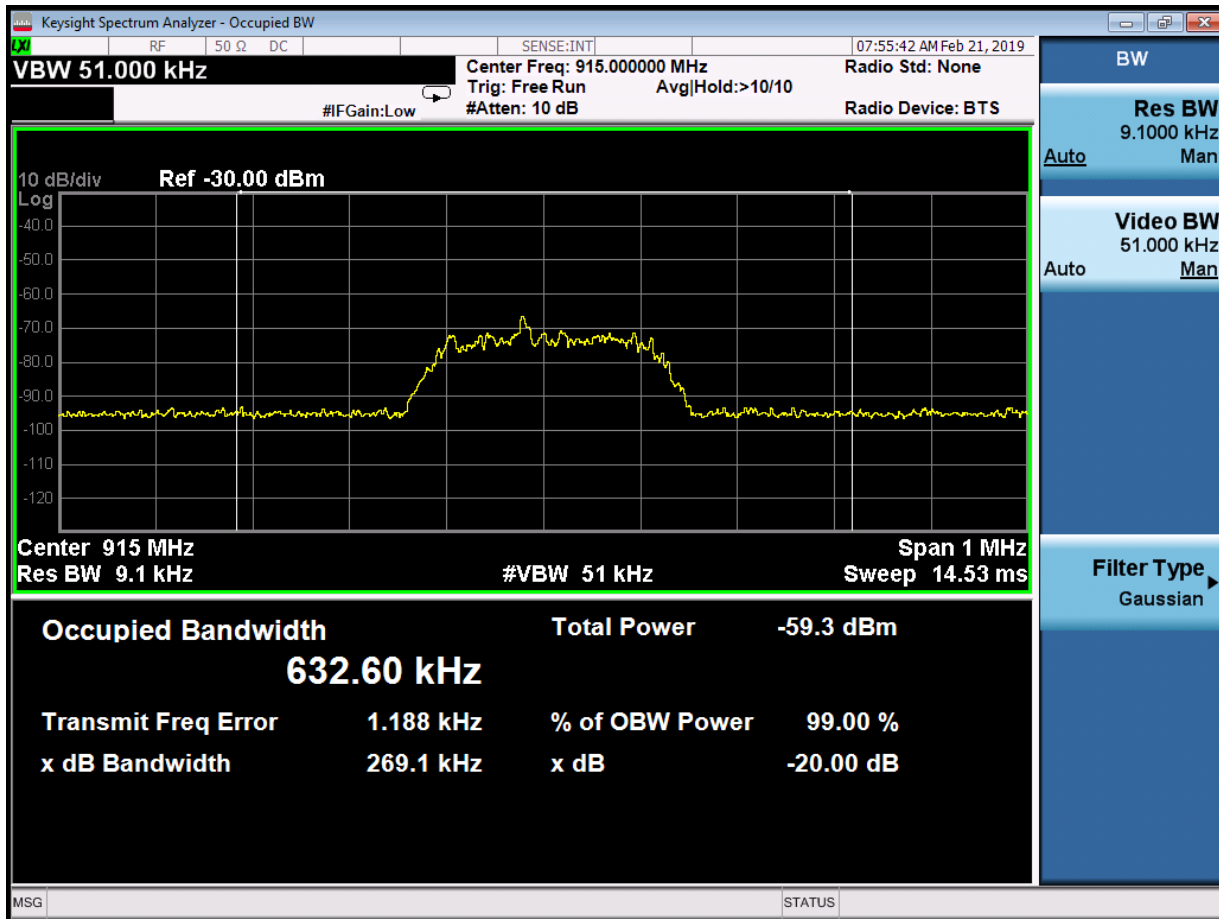 Keysight Spectrum Analyzer - Occupied BW
LXI RF 50 Ω DC SENSE:INT 07:55:42 AM Feb 21, 2019
VBW 51.000 kHz
#IFGain:Low
Center Freq: 915.000000 MHz
Trig: Free Run Avg|Hold:>10/10
#Atten: 10 dB
Radio Std: None
Radio Device: BTS
10 dB/div Ref -30.00 dBm
Log
-40.0
-50.0
-60.0
-70.0
-80.0
-90.0
-100
-110
-120
Center 915 MHz Span 1 MHz
Res BW 9.1 kHz #VBW 51 kHz Sweep 14.53 ms
Occupied Bandwidth Total Power -59.3 dBm
632.60 kHz
Transmit Freq Error 1.188 kHz % of OBW Power 99.00 %
x dB Bandwidth 269.1 kHz x dB -20.00 dB
MSG STATUS
BW
Res BW
9.1000 kHz
Auto Man
Video BW
51.000 kHz
Auto Man
Filter Type
Gaussian